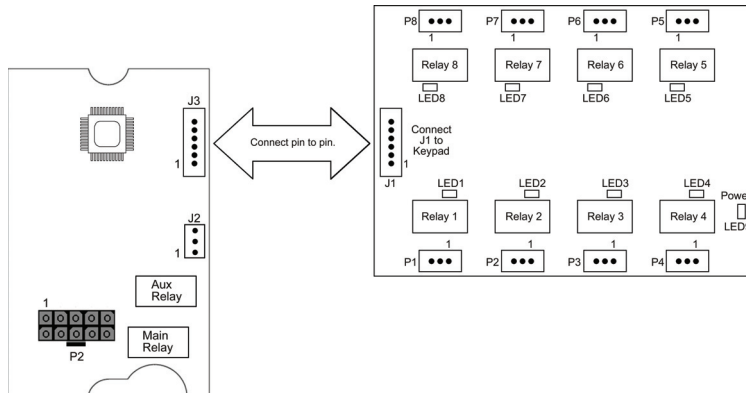 P8
P7
P6
P5
1
1
1
1
Relay 8
Relay 7
Relay 6
Relay 5
LED8
LED7
LED6
LED5
J3
1
Connect pin to pin.
Connect
J1 to
Keypad
1
J1
LED1
LED2
LED3
LED4
Relay 1
Relay 2
Relay 3
Relay 4
J2
1
1
1
1
1
P1
P2
P3
P4
Aux
Relay
1
Main
Relay
P2